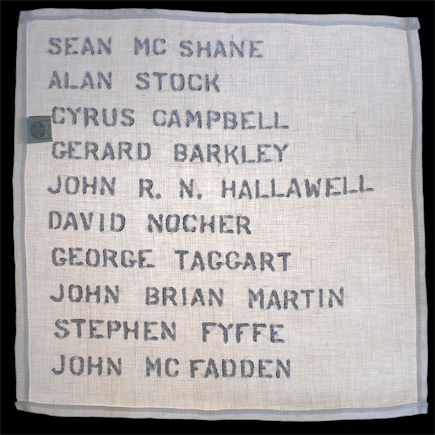 SEAN MC SHANE
ALAN STOCK
CYRUS CAMPBELL
GERARD BARKLEY
JOHN R. N. HALLAWELL
DAVID NOCHER
GEORGE TAGGART
JOHN BRIAN MARTIN
STEPHEN FYFFE
JOHN MC FADDEN